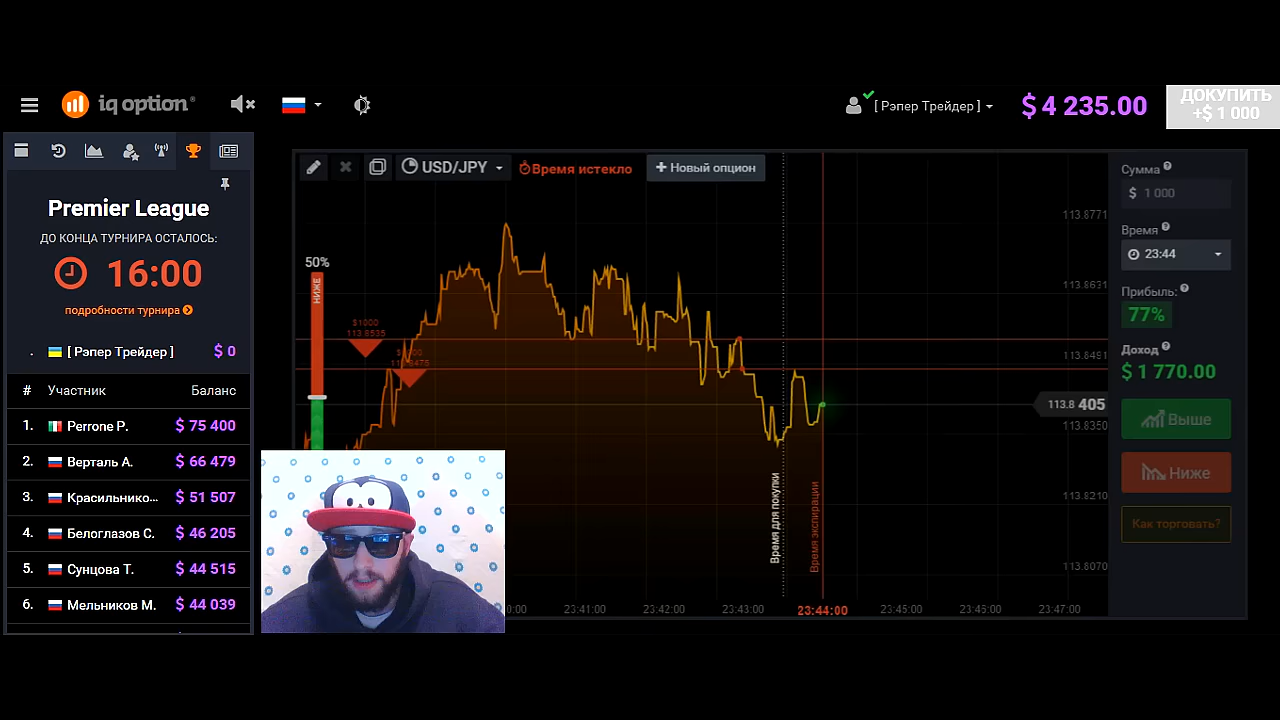 iq option®
[ Рэпер Трейдер ]
$ 4 235.00
ДОКУПИТЬ
+$ 1 000
Premier League
ДО КОНЦА ТУРНИРА ОСТАЛОСЬ:
16:00
подробности турнира
. [ Рэпер Трейдер ] $ 0
# Участник Баланс
1. Perrone P. $ 75 400
2. Верталь А. $ 66 479
3. Красильнико... $ 51 507
4. Белоглазов С. $ 46 205
5. Сунцова Т. $ 44 515
6. Мельников М. $ 44 039
USD/JPY
Время истекло
+ Новый опцион
50%
НИЖЕ
$1000
113.8535
113.8771
113.8631
113.8491
113.8 405
113.8350
113.8210
113.8070
Время для покупки
Время экспирации
0:00 23:41:00 23:42:00 23:43:00 23:44:00 23:45:00 23:46:00 23:47:00
Сумма
$ 1 000
Время
23:44
Прибыль:
77%
Доход
$ 1 770.00
Выше
Ниже
Как торговать?